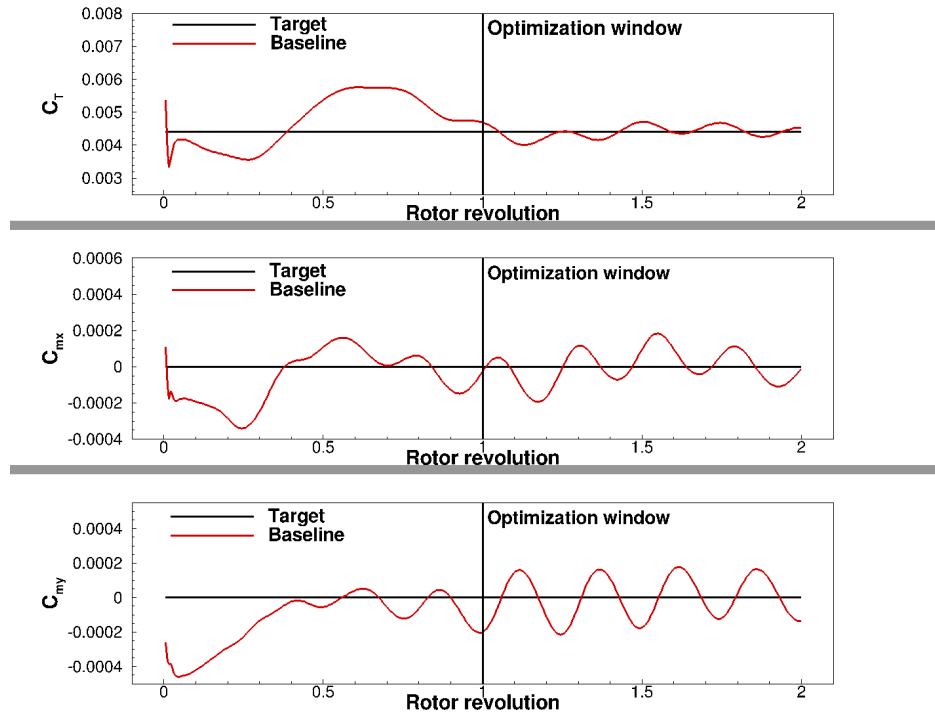 0.008
0.007
0.006
0.005
0.004
0.003
C_T
Target
Baseline
Optimization window
0 0.5 1 1.5 2
Rotor revolution
0.0006
0.0004
0.0002
0
-0.0002
-0.0004
C_mx
Target
Baseline
Optimization window
0 0.5 1 1.5 2
Rotor revolution
0.0004
0.0002
0
-0.0002
-0.0004
C_my
Target
Baseline
Optimization window
0 0.5 1 1.5 2
Rotor revolution